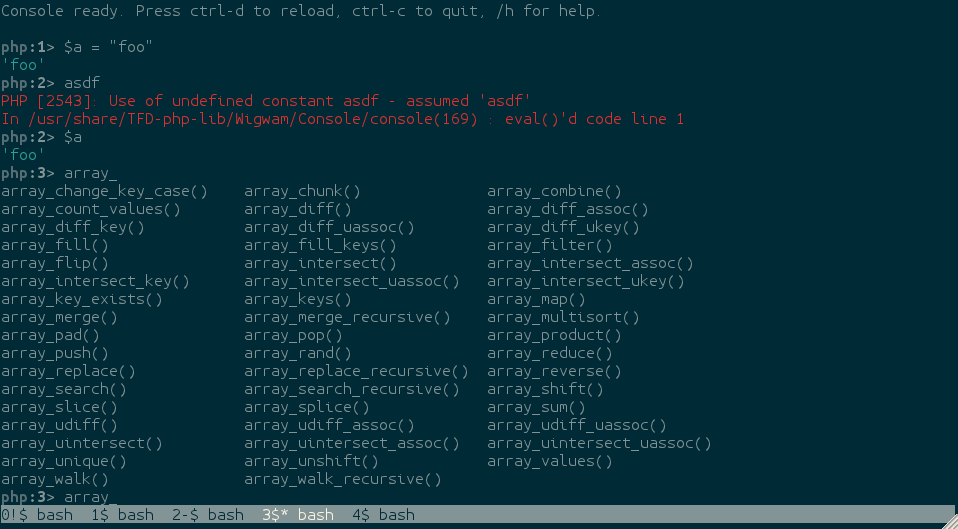 Console ready. Press ctrl-d to reload, ctrl-c to quit, /h for help.
php:1> $a = "foo"
'foo'
php:2> asdf
PHP [2543]: Use of undefined constant asdf - assumed 'asdf'
In /usr/share/TFD-php-lib/Wigwam/Console/console(169) : eval()'d code line 1
php:2> $a
'foo'
php:3> array_
array_change_key_case()    array_chunk()              array_combine()
array_count_values()       array_diff()               array_diff_assoc()
array_diff_key()           array_diff_uassoc()        array_diff_ukey()
array_fill()               array_fill_keys()          array_filter()
array_flip()               array_intersect()          array_intersect_assoc()
array_intersect_key()      array_intersect_uassoc()   array_intersect_ukey()
array_key_exists()         array_keys()               array_map()
array_merge()              array_merge_recursive()    array_multisort()
array_pad()                array_pop()                array_product()
array_push()               array_rand()               array_reduce()
array_replace()            array_replace_recursive()  array_reverse()
array_search()             array_search_recursive()   array_shift()
array_slice()              array_splice()             array_sum()
array_udiff()              array_udiff_assoc()        array_udiff_uassoc()
array_uintersect()         array_uintersect_assoc()   array_uintersect_uassoc()
array_unique()             array_unshift()            array_values()
array_walk()               array_walk_recursive()
php:3> array_
0!$ bash  1$ bash  2-$ bash  3$* bash  4$ bash